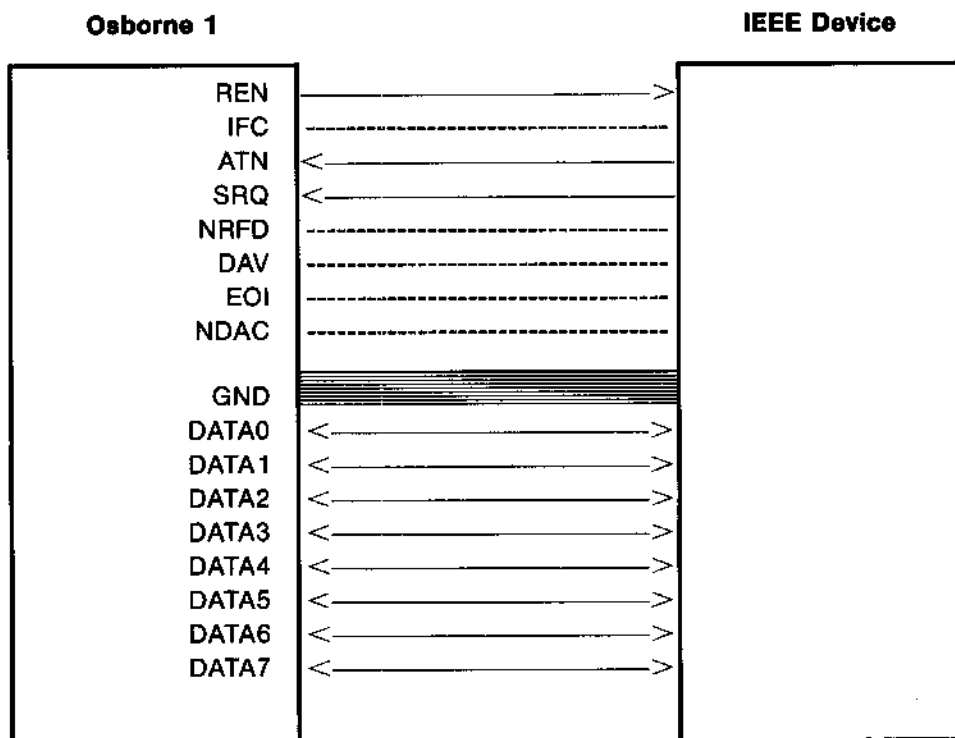 Osborne 1
IEEE Device
REN
IFC
ATN
SRQ
NRFD
DAV
EOI
NDAC
GND
DATA0
DATA1
DATA2
DATA3
DATA4
DATA5
DATA6
DATA7